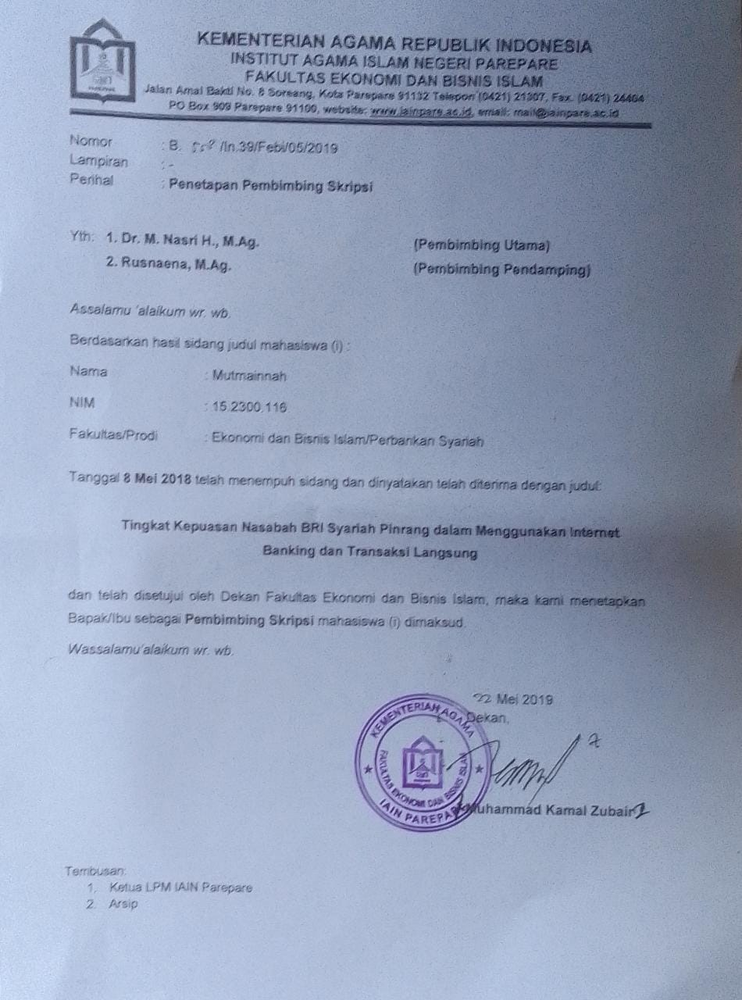 KEMENTERIAN AGAMA REPUBLIK INDONESIA
INSTITUT AGAMA ISLAM NEGERI PAREPARE
FAKULTAS EKONOMI DAN BISNIS ISLAM
Jalan Amal Bakti No. 8 Soreang, Kota Parepare 91132 Telepon (0421) 21307, Fax. (0421) 24404
PO Box 909 Parepare 91100, website: www.iainpare.ac.id, email: mail@iainpare.ac.id
Nomor : B. /In.39/Febi/05/2019
Lampiran : -
Perihal : Penetapan Pembimbing Skripsi
Yth: 1. Dr. M. Nasri H., M.Ag. (Pembimbing Utama)
2. Rusnaena, M.Ag. (Pembimbing Pendamping)
Assalamu 'alaikum wr. wb.
Berdasarkan hasil sidang judul mahasiswa (i) :
Nama : Mutmainnah
NIM : 15.2300.116
Fakultas/Prodi : Ekonomi dan Bisnis Islam/Perbankan Syariah
Tanggal 8 Mei 2018 telah menempuh sidang dan dinyatakan telah diterima dengan judul:
Tingkat Kepuasan Nasabah BRI Syariah Pinrang dalam Menggunakan Internet
Banking dan Transaksi Langsung
dan telah disetujui oleh Dekan Fakultas Ekonomi dan Bisnis Islam, maka kami menetapkan
Bapak/Ibu sebagai Pembimbing Skripsi mahasiswa (i) dimaksud.
Wassalamu'alaikum wr. wb.
22 Mei 2019
Dekan,
KEMENTERIAN AGAMA
FAKULTAS EKONOMI DAN BISNIS ISLAM
IAIN PAREPARE
Muhammad Kamal Zubair
Tembusan:
1. Ketua LPM IAIN Parepare
2. Arsip